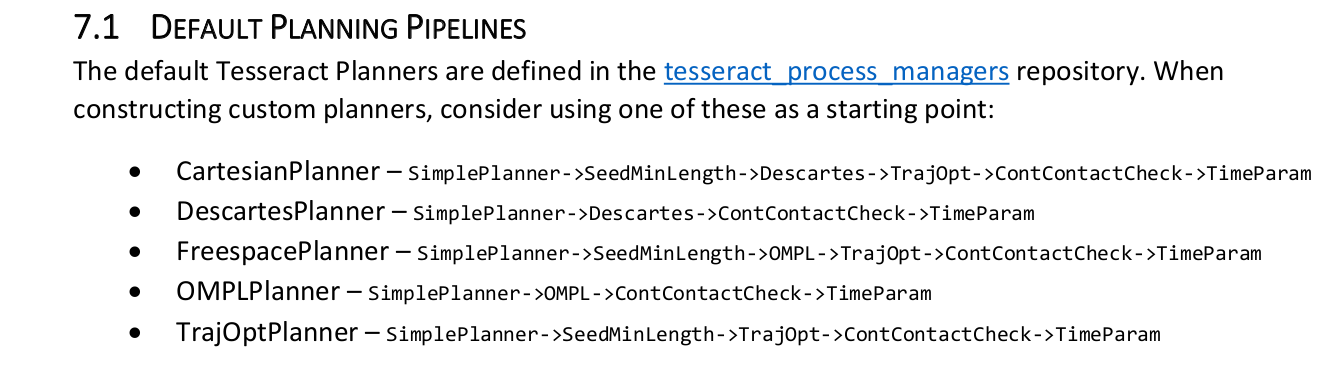 7.1 DEFAULT PLANNING PIPELINES
The default Tesseract Planners are defined in the tesseract_process_managers repository. When
constructing custom planners, consider using one of these as a starting point:
• CartesianPlanner – SimplePlanner->SeedMinLength->Descartes->TrajOpt->ContContactCheck->TimeParam
• DescartesPlanner – SimplePlanner->Descartes->ContContactCheck->TimeParam
• FreespacePlanner – SimplePlanner->SeedMinLength->OMPL->TrajOpt->ContContactCheck->TimeParam
• OMPLPlanner – SimplePlanner->OMPL->ContContactCheck->TimeParam
• TrajOptPlanner – SimplePlanner->SeedMinLength->TrajOpt->ContContactCheck->TimeParam